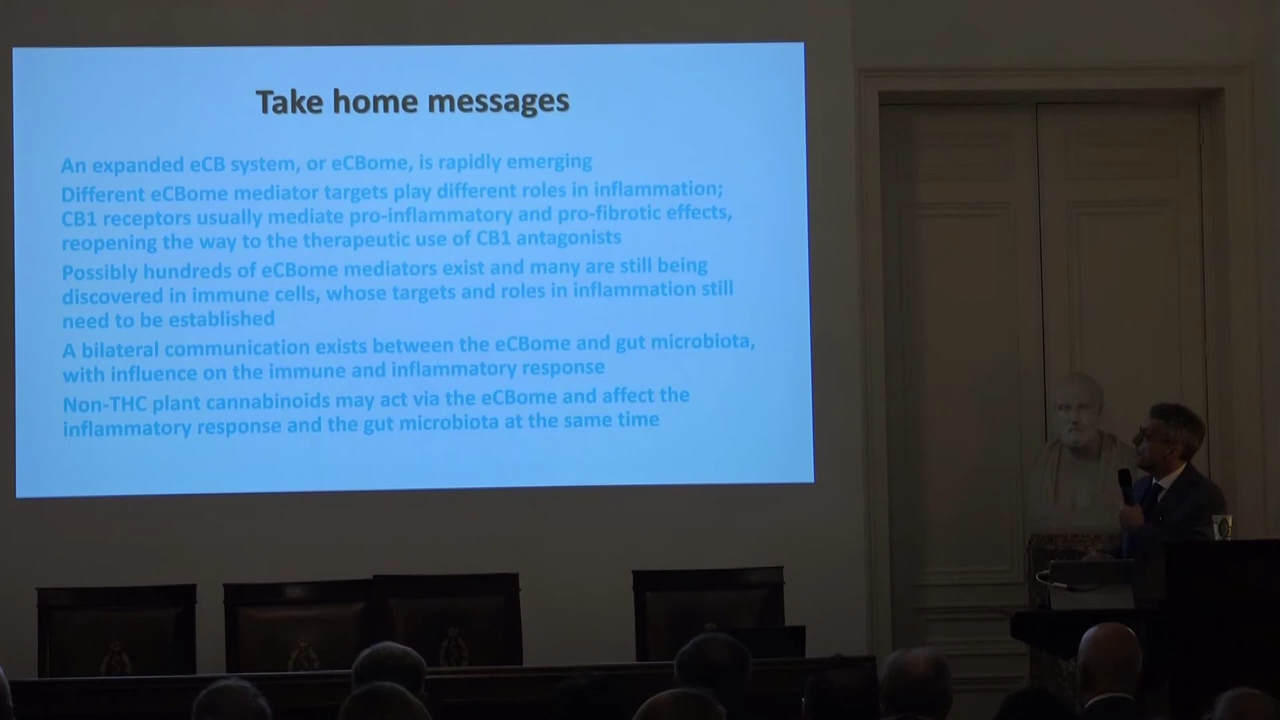 Take home messages
An expanded eCB system, or eCBome, is rapidly emerging
Different eCBome mediator targets play different roles in inflammation;
CB1 receptors usually mediate pro-inflammatory and pro-fibrotic effects,
reopening the way to the therapeutic use of CB1 antagonists
Possibly hundreds of eCBome mediators exist and many are still being
discovered in immune cells, whose targets and roles in inflammation still
need to be established
A bilateral communication exists between the eCBome and gut microbiota,
with influence on the immune and inflammatory response
Non-THC plant cannabinoids may act via the eCBome and affect the
inflammatory response and the gut microbiota at the same time